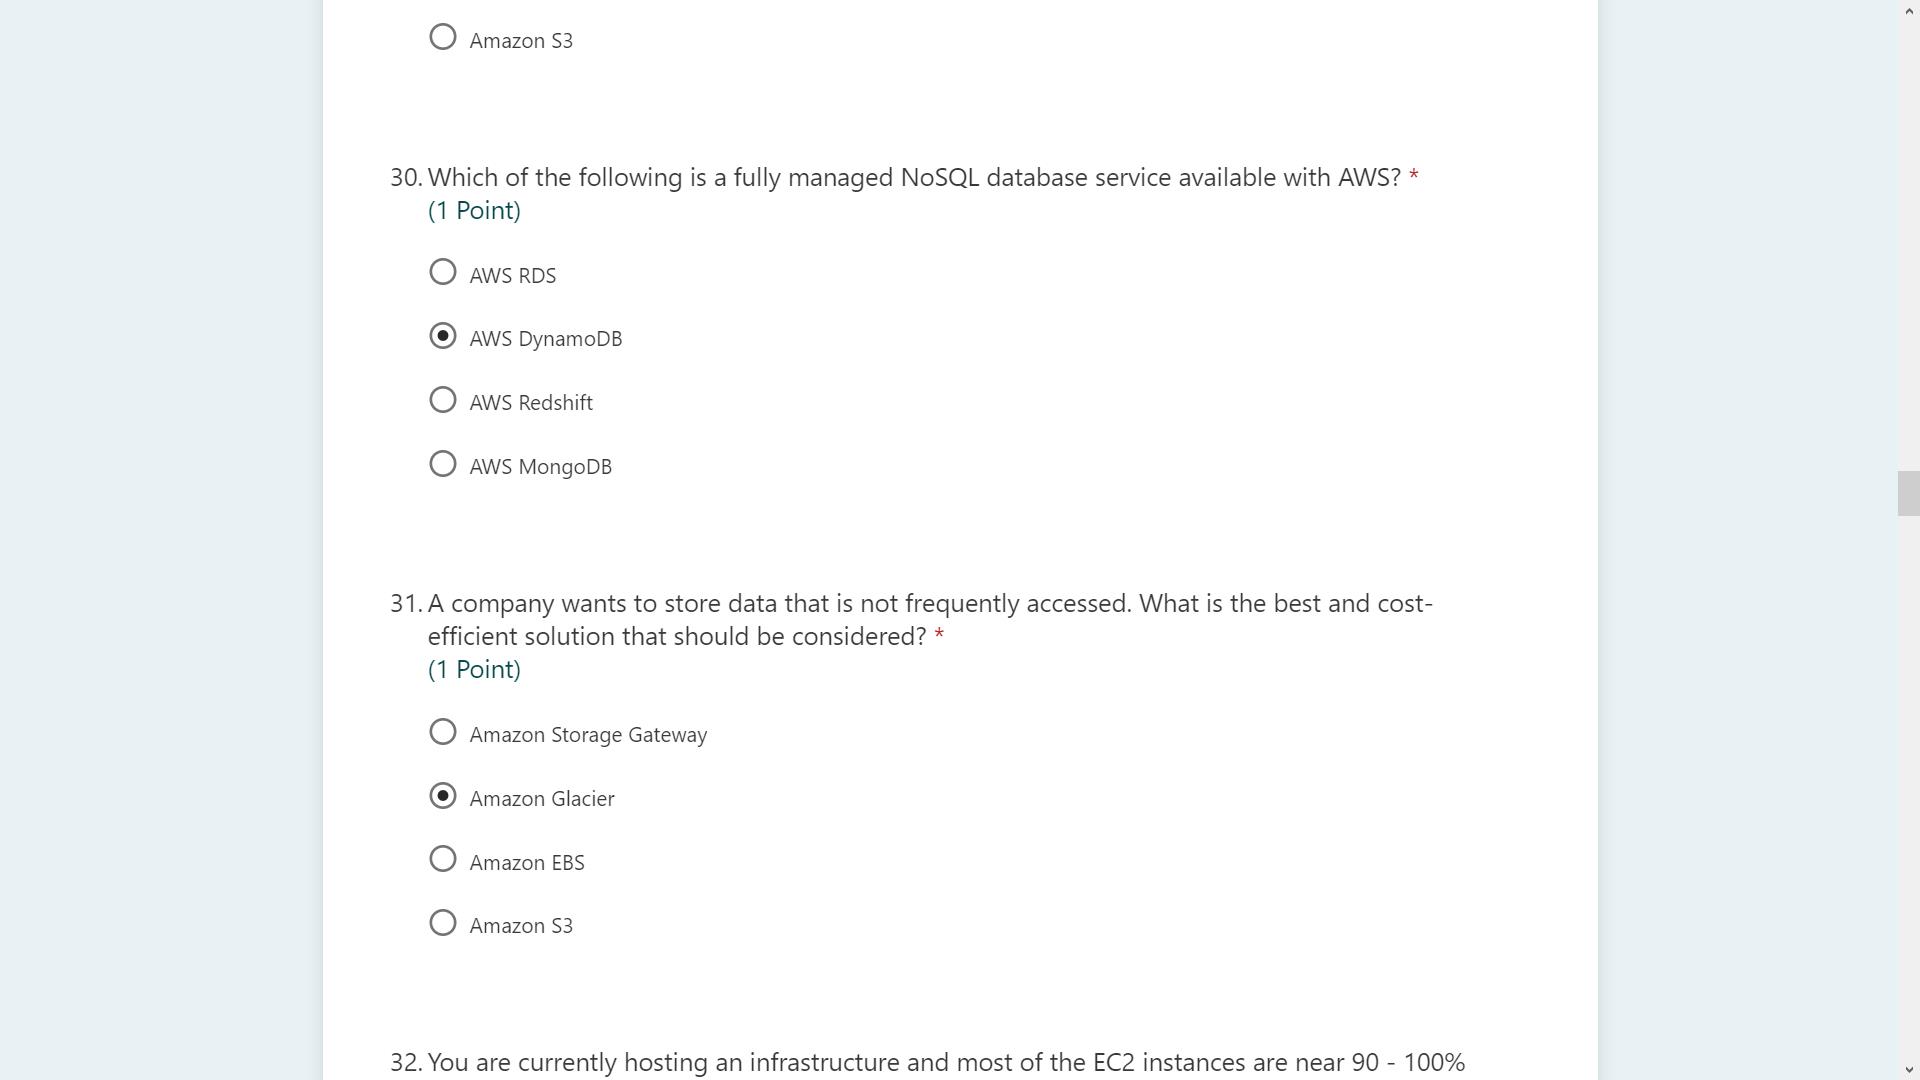 Amazon S3
30. Which of the following is a fully managed NoSQL database service available with AWS? *
(1 Point)
AWS RDS
AWS DynamoDB
AWS Redshift
AWS MongoDB
31. A company wants to store data that is not frequently accessed. What is the best and cost-
efficient solution that should be considered? *
(1 Point)
Amazon Storage Gateway
Amazon Glacier
Amazon EBS
Amazon S3
32. You are currently hosting an infrastructure and most of the EC2 instances are near 90 - 100%